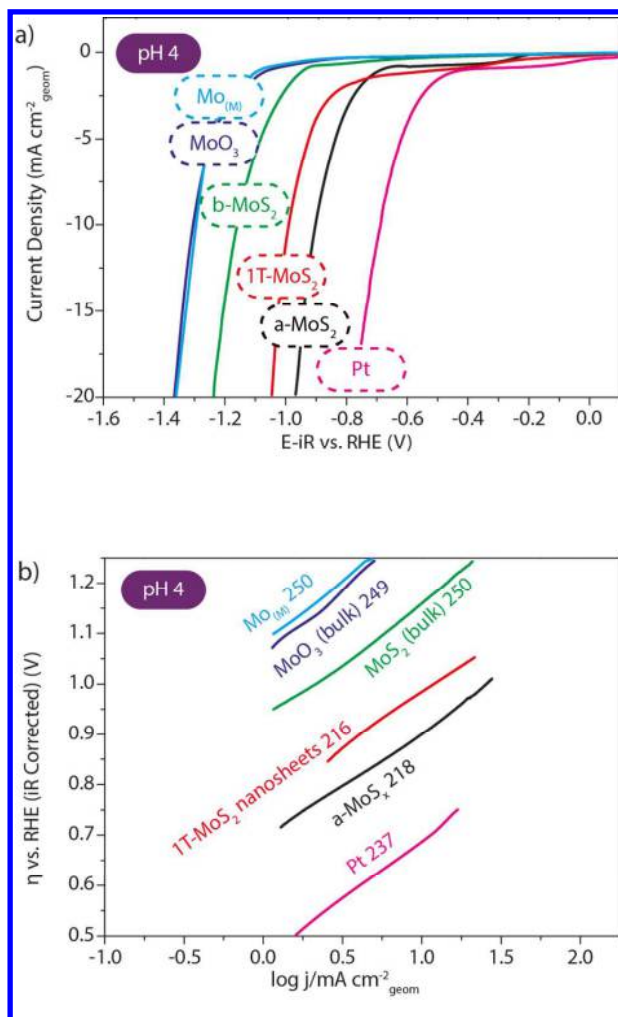 a)
pH 4
Mo(M)
MoO3
b-MoS2
1T-MoS2
a-MoS2
Pt
Current Density (mA cm-2geom)
0
-5
-10
-15
-20
-1.6 -1.4 -1.2 -1.0 -0.8 -0.6 -0.4 -0.2 0.0
E-iR vs. RHE (V)
b)
pH 4
Mo(M) 250
MoO3 (bulk) 249
MoS2 (bulk) 250
1T-MoS2 nanosheets 216
a-MoSx 218
Pt 237
η vs. RHE (iR Corrected) (V)
1.2
1.1
1.0
0.9
0.8
0.7
0.6
0.5
-1.0 -0.5 0.0 0.5 1.0 1.5 2.0
log j/mA cm-2geom